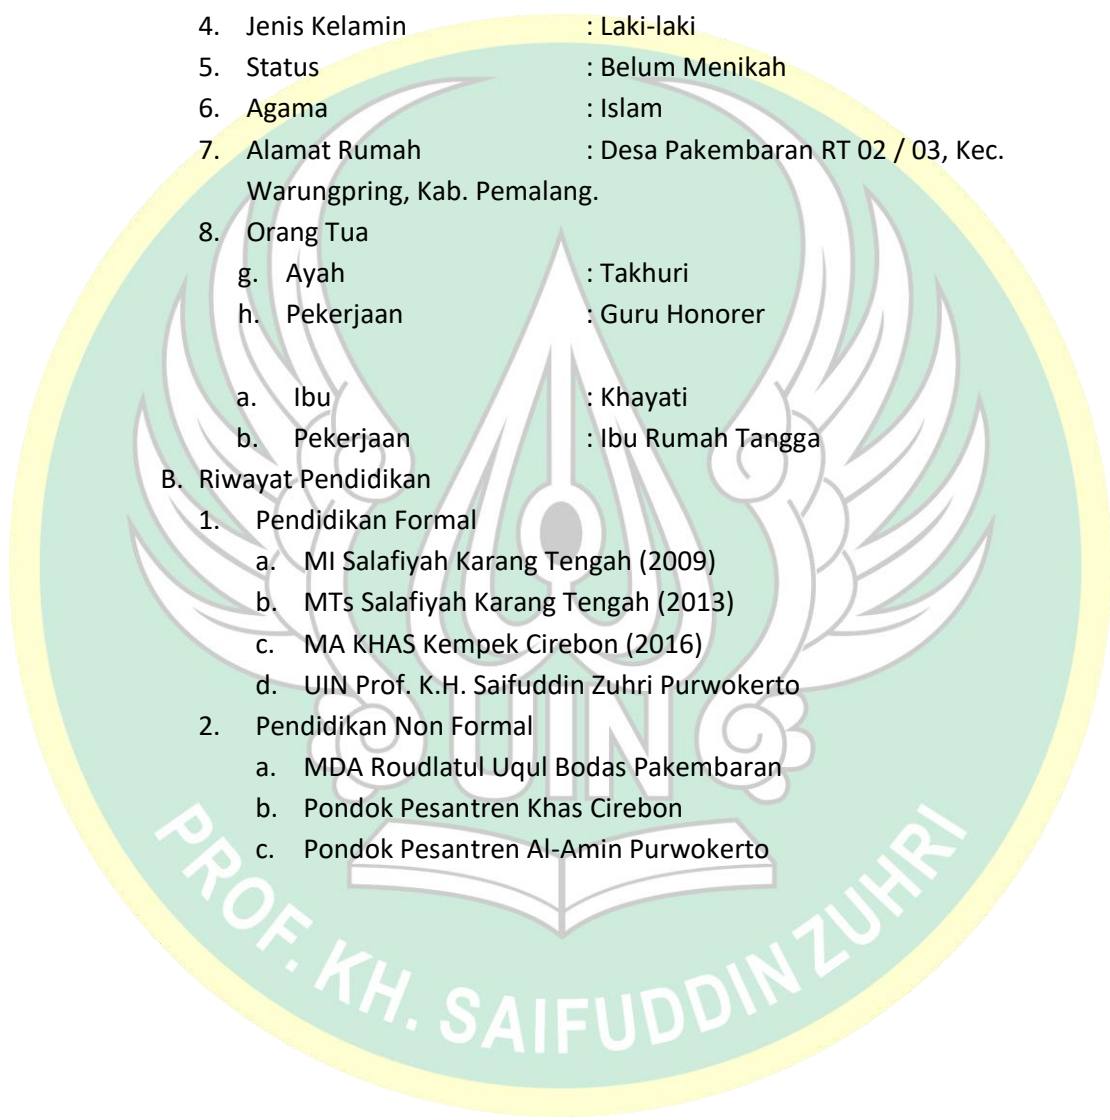 4. Jenis Kelamin : Laki-laki
5. Status : Belum Menikah
6. Agama : Islam
7. Alamat Rumah : Desa Pakembaran RT 02 / 03, Kec.
Warungpring, Kab. Pemalang.
8. Orang Tua
g. Ayah : Takhuri
h. Pekerjaan : Guru Honorer
a. Ibu : Khayati
b. Pekerjaan : Ibu Rumah Tangga
B. Riwayat Pendidikan
1. Pendidikan Formal
a. MI Salafiyah Karang Tengah (2009)
b. MTs Salafiyah Karang Tengah (2013)
c. MA KHAS Kempek Cirebon (2016)
d. UIN Prof. K.H. Saifuddin Zuhri Purwokerto
2. Pendidikan Non Formal
a. MDA Roudlatul Uqul Bodas Pakembaran
b. Pondok Pesantren Khas Cirebon
c. Pondok Pesantren Al-Amin Purwokerto
UIN
PROF. KH. SAIFUDDIN ZUHRI